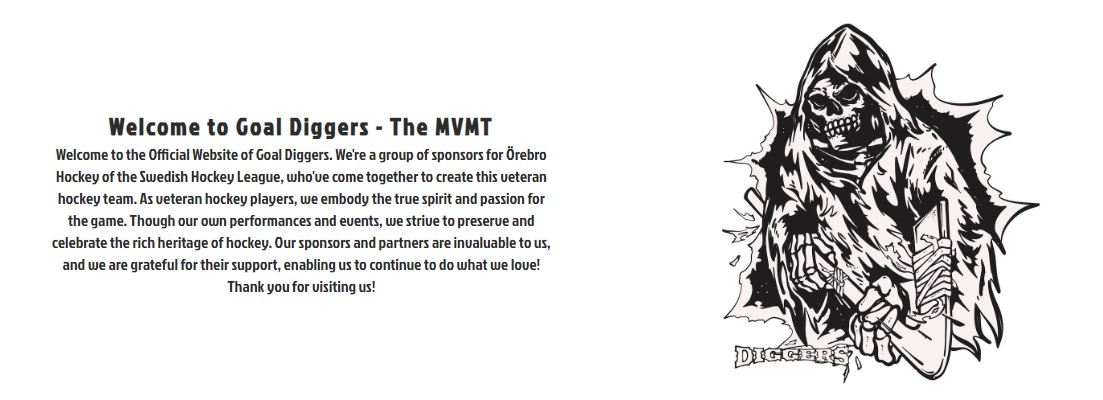 Welcome to Goal Diggers - The MVMT
Welcome to the Official Website of Goal Diggers. We're a group of sponsors for Örebro
Hockey of the Swedish Hockey League, who've come together to create this veteran
hockey team. As veteran hockey players, we embody the true spirit and passion for
the game. Though our own performances and events, we strive to preserve and
celebrate the rich heritage of hockey. Our sponsors and partners are invaluable to us,
and we are grateful for their support, enabling us to continue to do what we love!
Thank you for visiting us!
DIGGERS